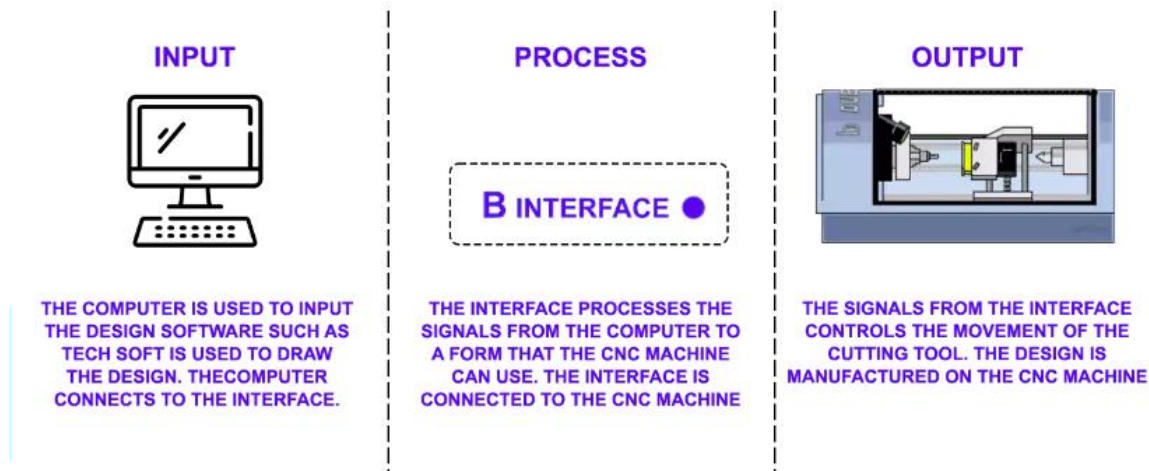 INPUT
THE COMPUTER IS USED TO INPUT
THE DESIGN SOFTWARE SUCH AS
TECH SOFT IS USED TO DRAW
THE DESIGN. THECOMPUTER
CONNECTS TO THE INTERFACE.
PROCESS
B INTERFACE
THE INTERFACE PROCESSES THE
SIGNALS FROM THE COMPUTER TO
A FORM THAT THE CNC MACHINE
CAN USE. THE INTERFACE IS
CONNECTED TO THE CNC MACHINE
OUTPUT
THE SIGNALS FROM THE INTERFACE
CONTROLS THE MOVEMENT OF THE
CUTTING TOOL. THE DESIGN IS
MANUFACTURED ON THE CNC MACHINE